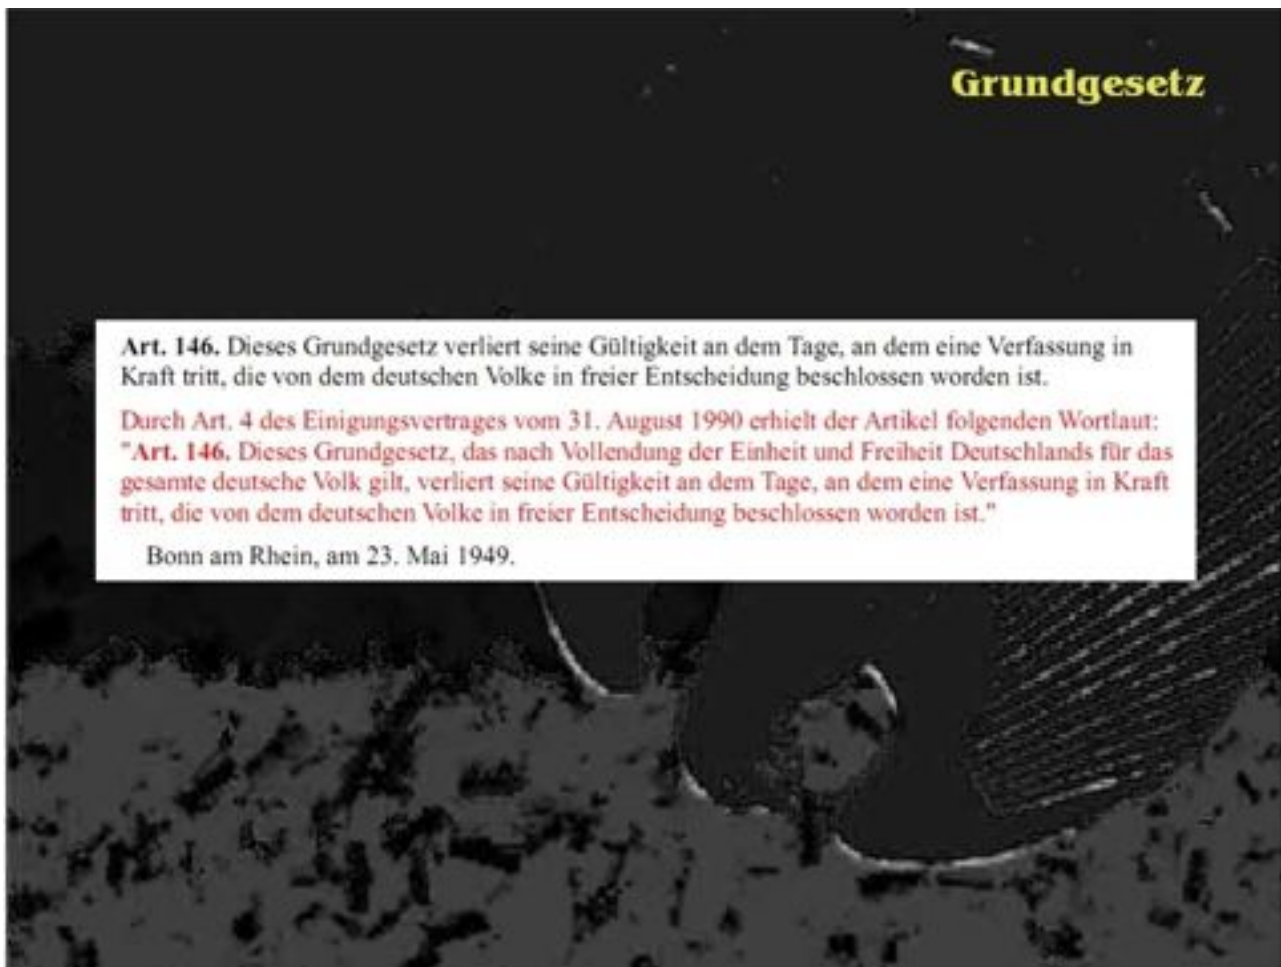 Grundgesetz
Art. 146. Dieses Grundgesetz verliert seine Gültigkeit an dem Tage, an dem eine Verfassung in
Kraft tritt, die von dem deutschen Volke in freier Entscheidung beschlossen worden ist.
Durch Art. 4 des Einigungsvertrages vom 31. August 1990 erhielt der Artikel folgenden Wortlaut:
"Art. 146. Dieses Grundgesetz, das nach Vollendung der Einheit und Freiheit Deutschlands für das
gesamte deutsche Volk gilt, verliert seine Gültigkeit an dem Tage, an dem eine Verfassung in Kraft
tritt, die von dem deutschen Volke in freier Entscheidung beschlossen worden ist."
Bonn am Rhein, am 23. Mai 1949.